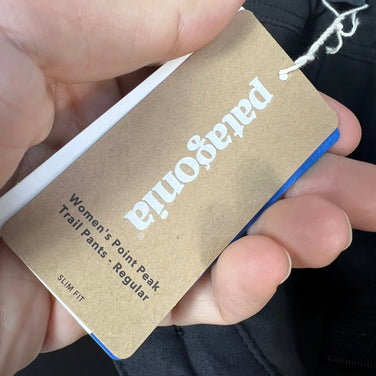 patagonia®
Women's Point Peak
Trail Pants - Regular
SLIM FIT